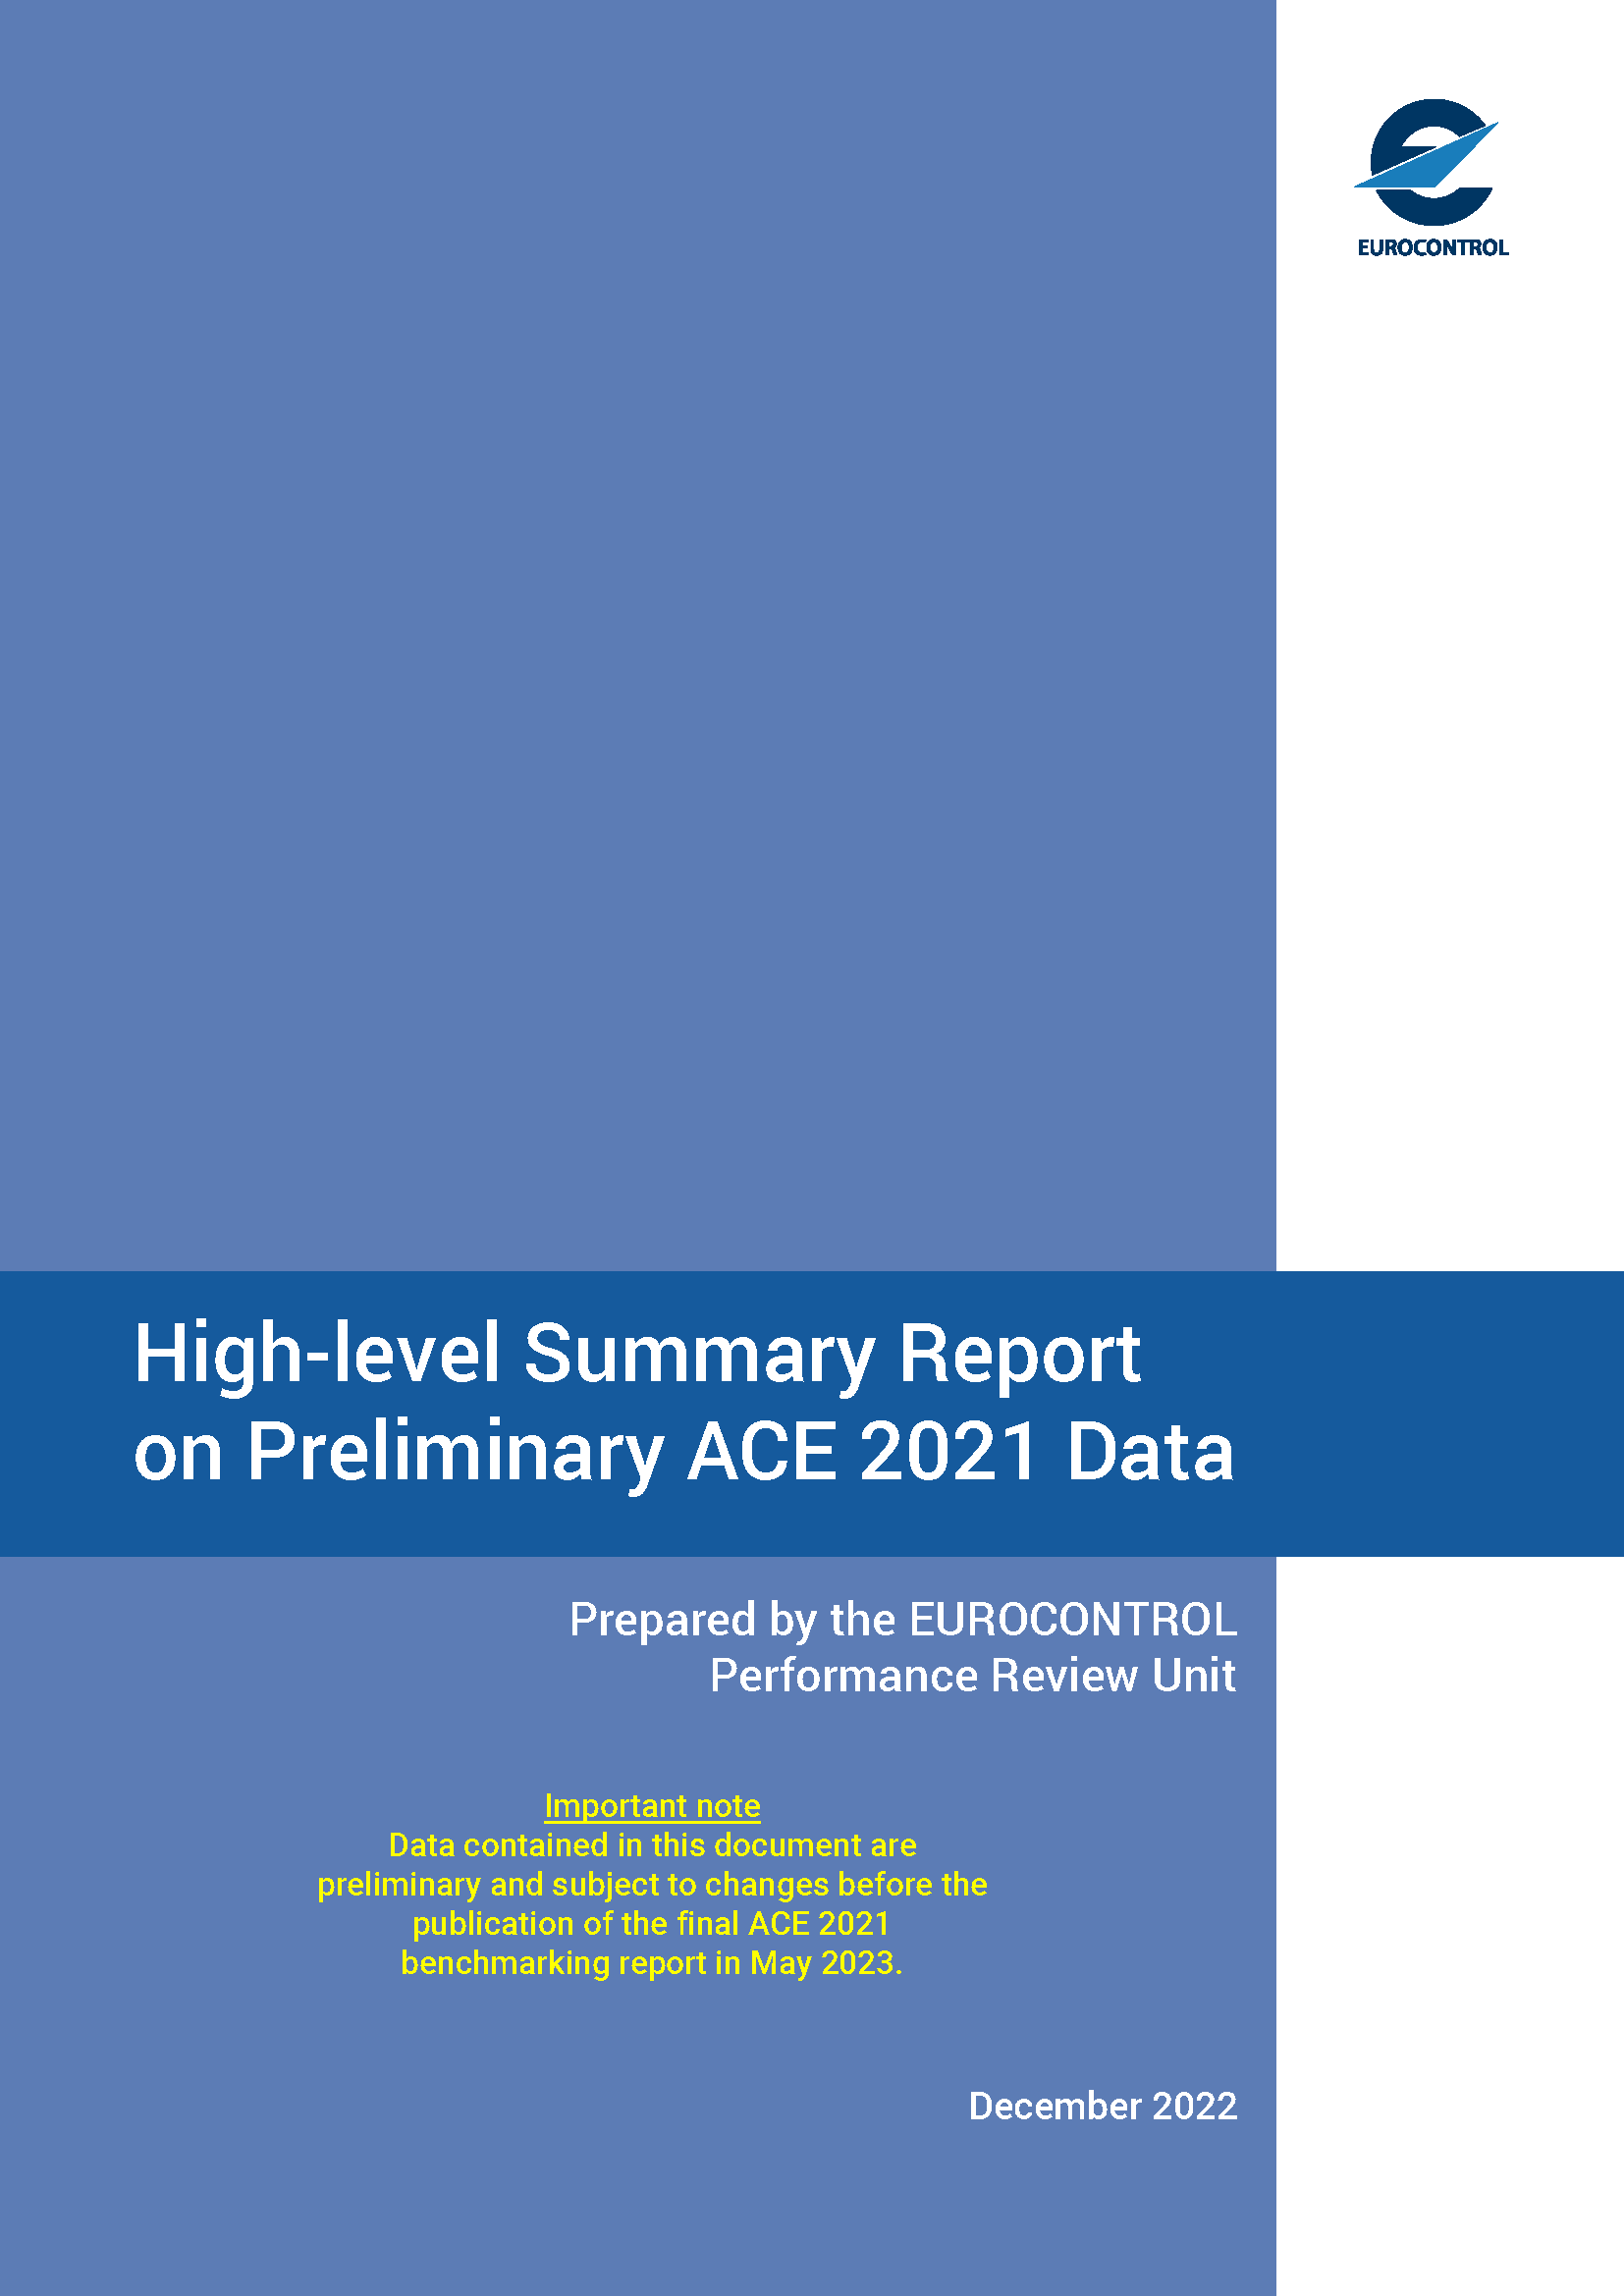 EUROCONTROL
High-level Summary Report
on Preliminary ACE 2021 Data
Prepared by the EUROCONTROL
Performance Review Unit
Important note
Data contained in this document are
preliminary and subject to changes before the
publication of the final ACE 2021
benchmarking report in May 2023.
December 2022